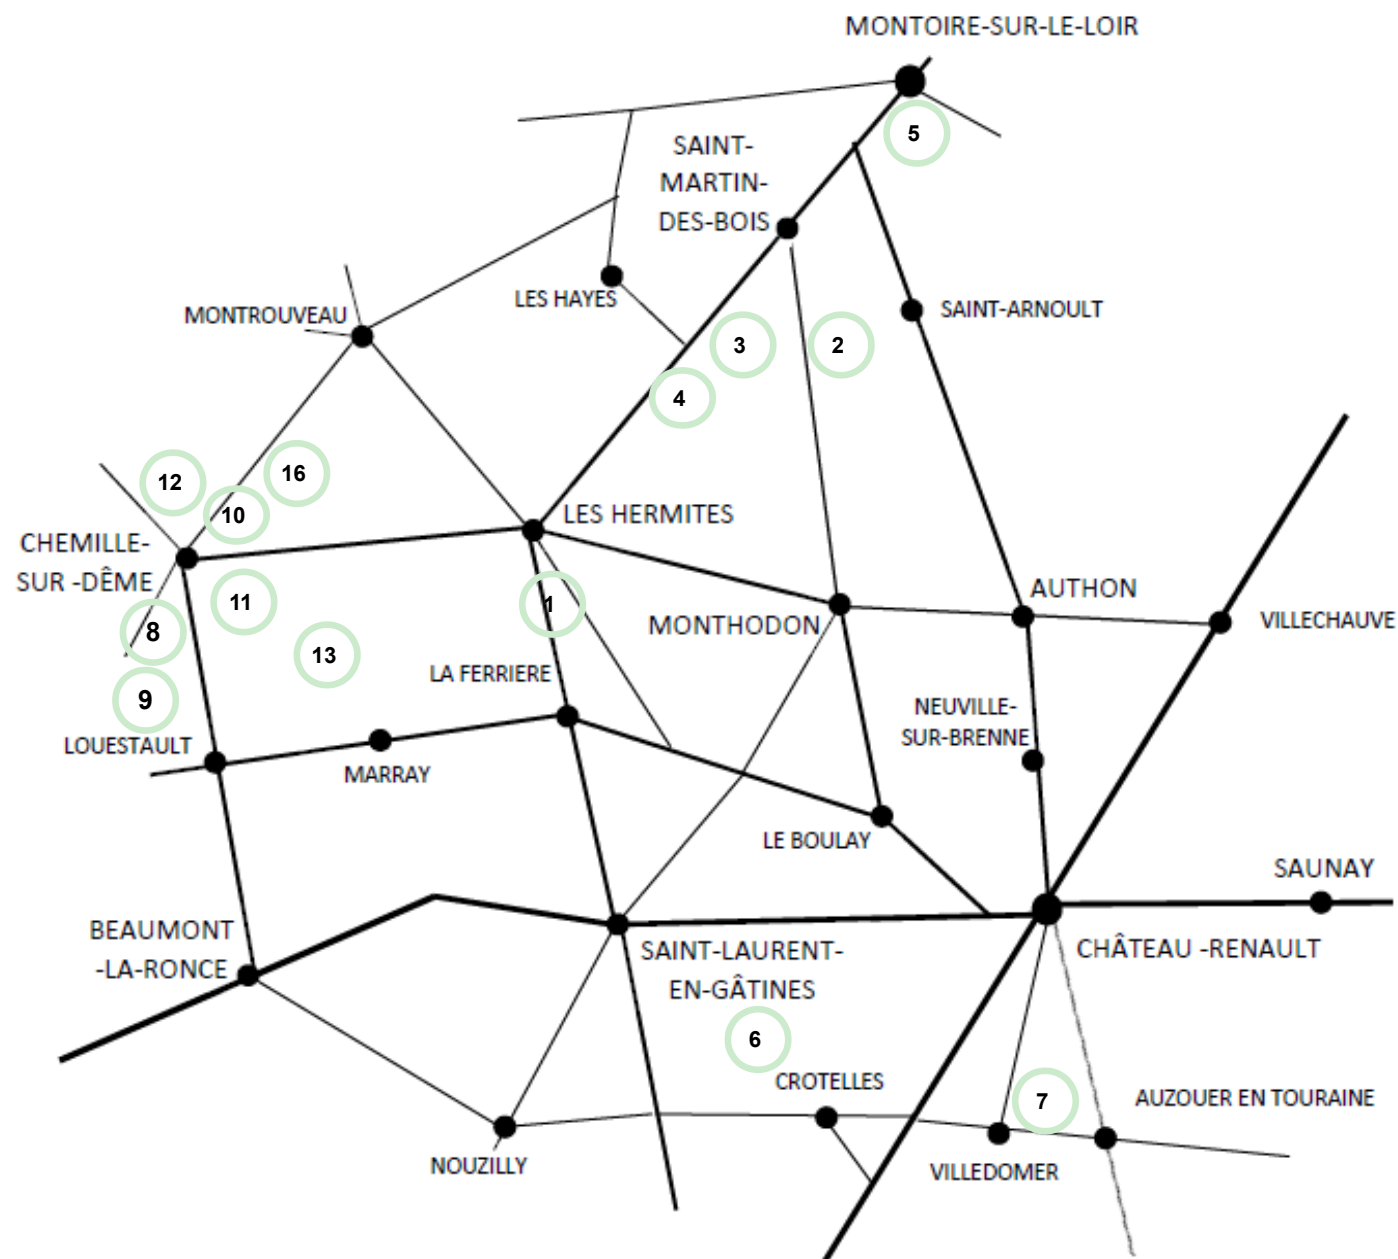 MONTOIRE-SUR-LE-LOIR
5
SAINT-
MARTIN-
DES-BOIS
LES HAYES
SAINT-ARNOULT
MONTROUVEAU
3
2
4
12
16
10
LES HERMITES
CHEMILLE-
SUR -DÊME
11
1
8
AUTHON
MONTHODON
VILLECHAUVE
13
LA FERRIERE
9
NEUVILLE-
SUR-BRENNE
LOUESTAULT
MARRAY
LE BOULAY
SAUNAY
BEAUMONT
-LA-RONCE
SAINT-LAURENT-
EN-GÂTINES
CHÂTEAU -RENAULT
6
CROTELLES
7
AUZOUER EN TOURAINE
NOUZILLY
VILLEDOMER